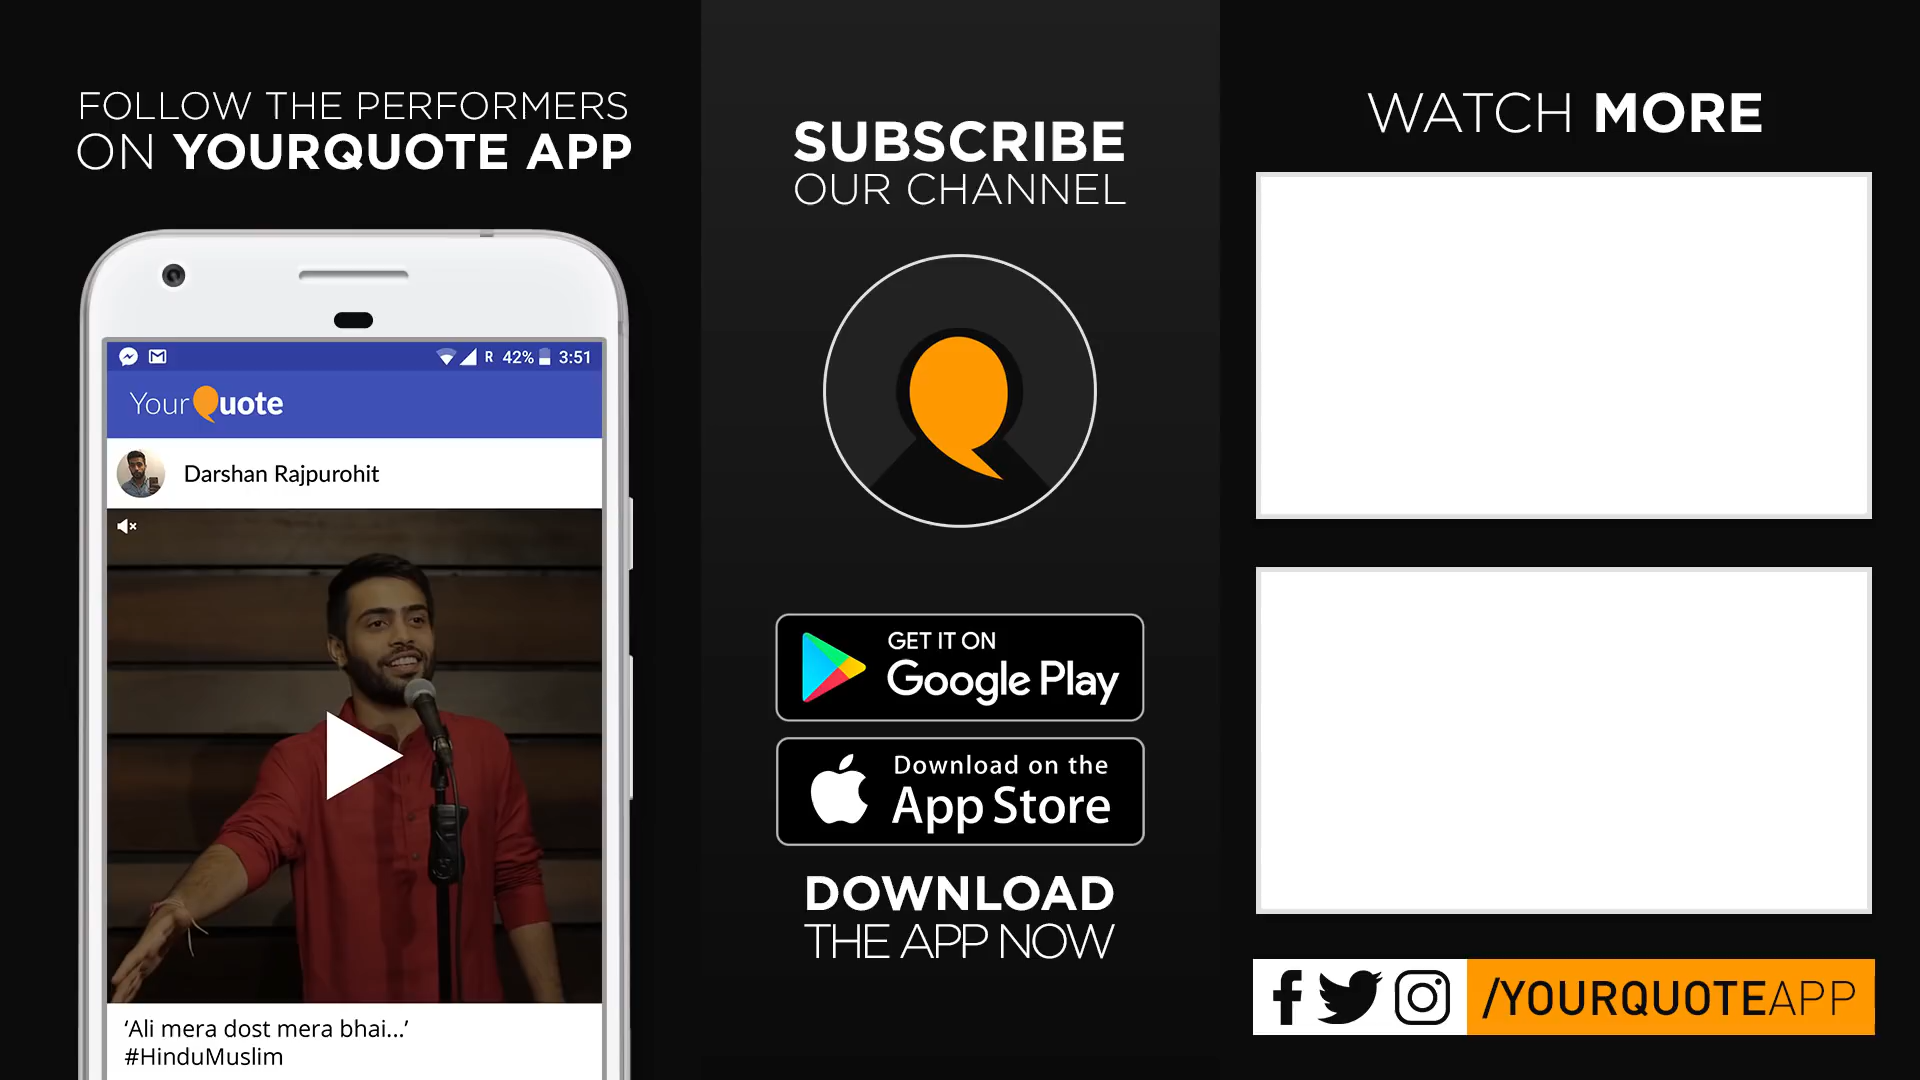 FOLLOW THE PERFORMERS
ON YOURQUOTE APP
R 42% 3:51
YourQuote
Darshan Rajpurohit
‘Ali mera dost mera bhai...’
#HinduMuslim
SUBSCRIBE
OUR CHANNEL
GET IT ON
Google Play
Download on the
App Store
DOWNLOAD
THE APP NOW
WATCH MORE
/YOURQUOTEAPP